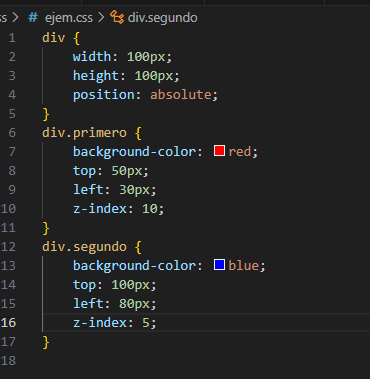 ss > # ejem.css > div.segundo {
1 div {
2 width: 100px;
3 height: 100px;
4 position: absolute;
5 }
6 div.primero {
7 background-color: red;
8 top: 50px;
9 left: 30px;
10 z-index: 10;
11 }
12 div.segundo {
13 background-color: blue;
14 top: 100px;
15 left: 80px;
16 z-index: 5;
17 }
18